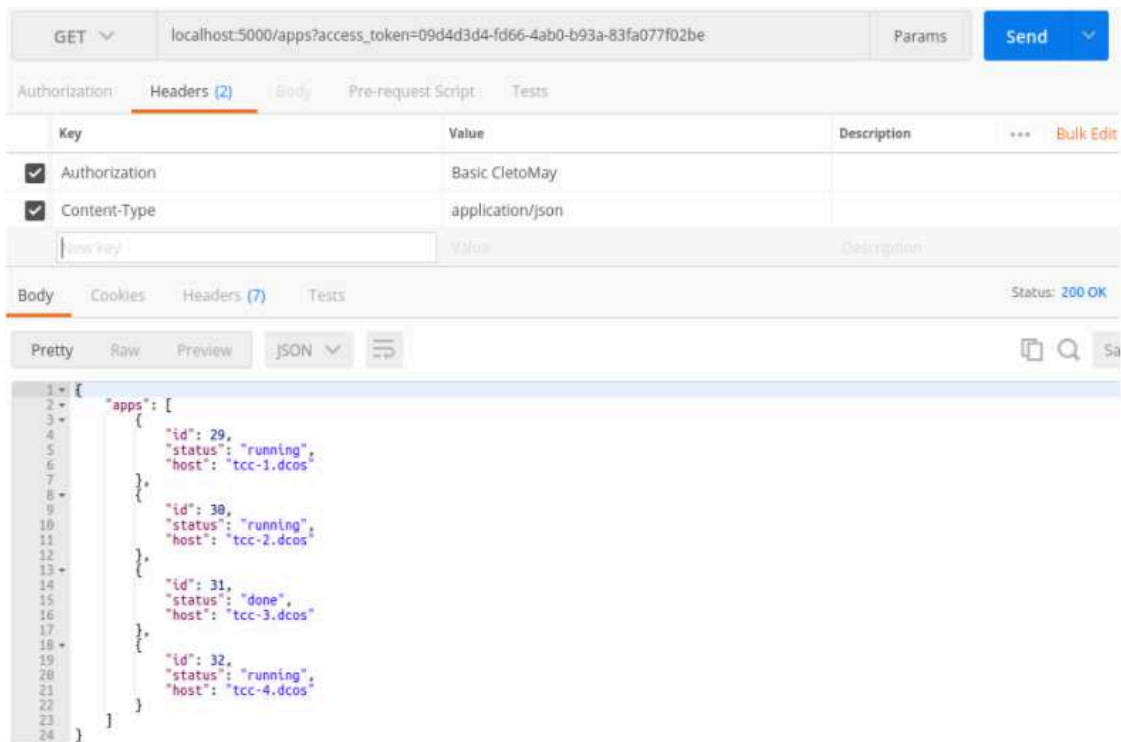 GET localhost:5000/apps?access_token=09d4d3d4-fd66-4ab0-b93a-83fa077f02be Params Send
Authorization Headers (2) Body Pre-request Script Tests
Key Value Description Bulk Edit
Authorization Basic CletoMay
Content-Type application/json
New key Value Description
Body Cookies Headers (7) Tests Status: 200 OK
Pretty Raw Preview JSON Sa
1 {
2 "apps": [
3 {
4 "id": 29,
5 "status": "running",
6 "host": "tcc-1.dcos"
7 },
8 {
9 "id": 30,
10 "status": "running",
11 "host": "tcc-2.dcos"
12 },
13 {
14 "id": 31,
15 "status": "done",
16 "host": "tcc-3.dcos"
17 },
18 {
19 "id": 32,
20 "status": "running",
21 "host": "tcc-4.dcos"
22 }
23 ]
24 }